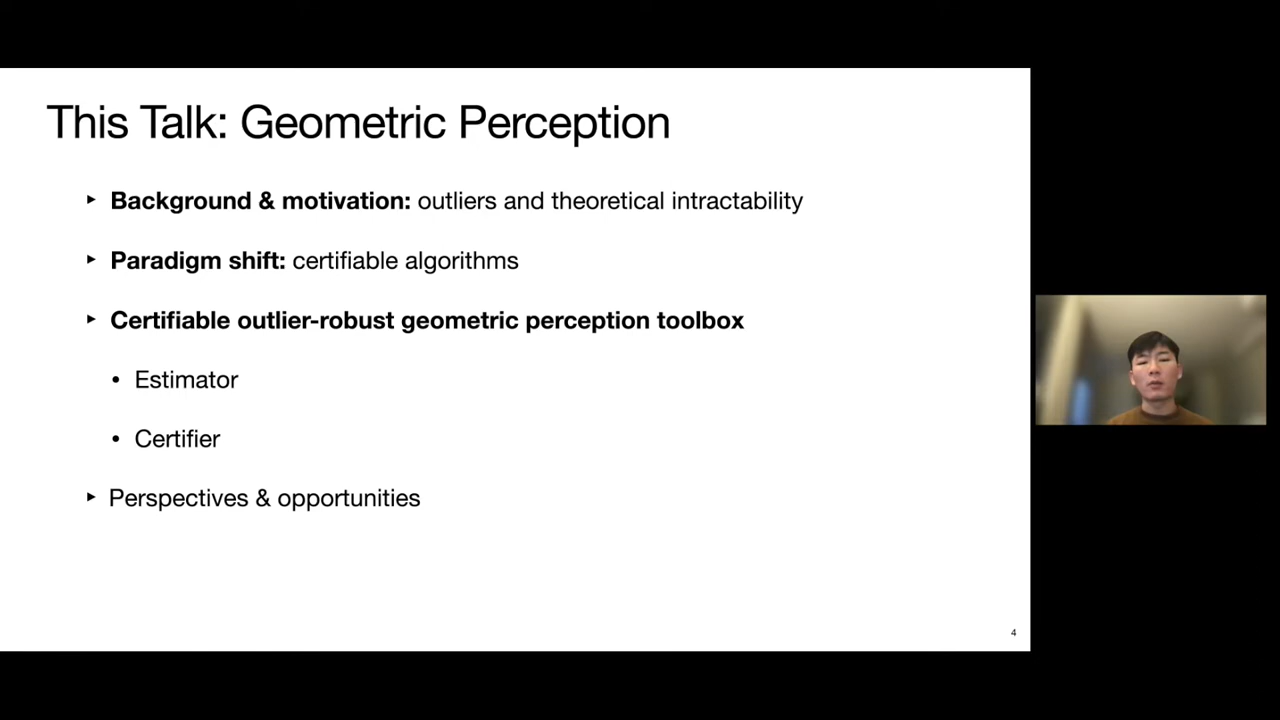 This Talk: Geometric Perception
‣ Background & motivation: outliers and theoretical intractability
‣ Paradigm shift: certifiable algorithms
‣ Certifiable outlier-robust geometric perception toolbox
• Estimator
• Certifier
‣ Perspectives & opportunities
4